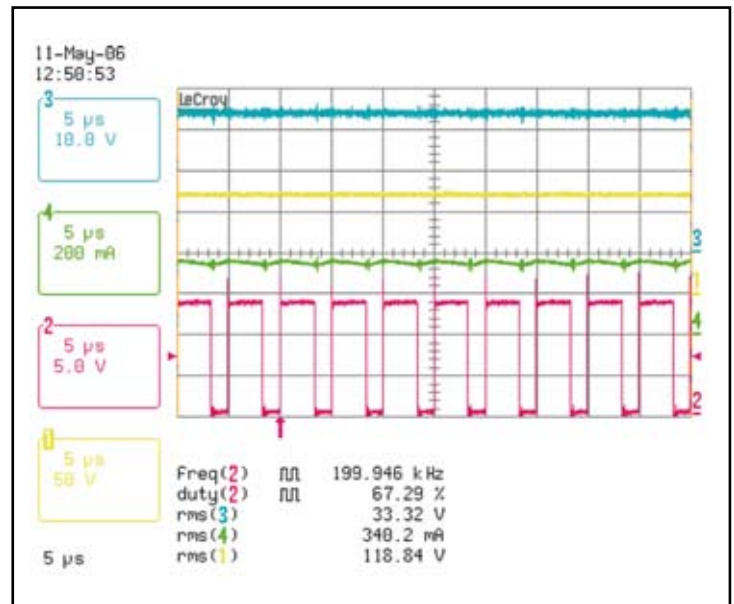 11-May-06
12:50:53
LeCroy
3
5 µs
10.0 V
4
5 µs
200 mA
2
5 µs
5.0 V
1
5 µs
50 V
5 µs
3
1
4
2
freq(2) 199.946 kHz
duty(2) 67.29 %
rms(3) 33.32 V
rms(4) 340.2 mA
rms(1) 118.84 V